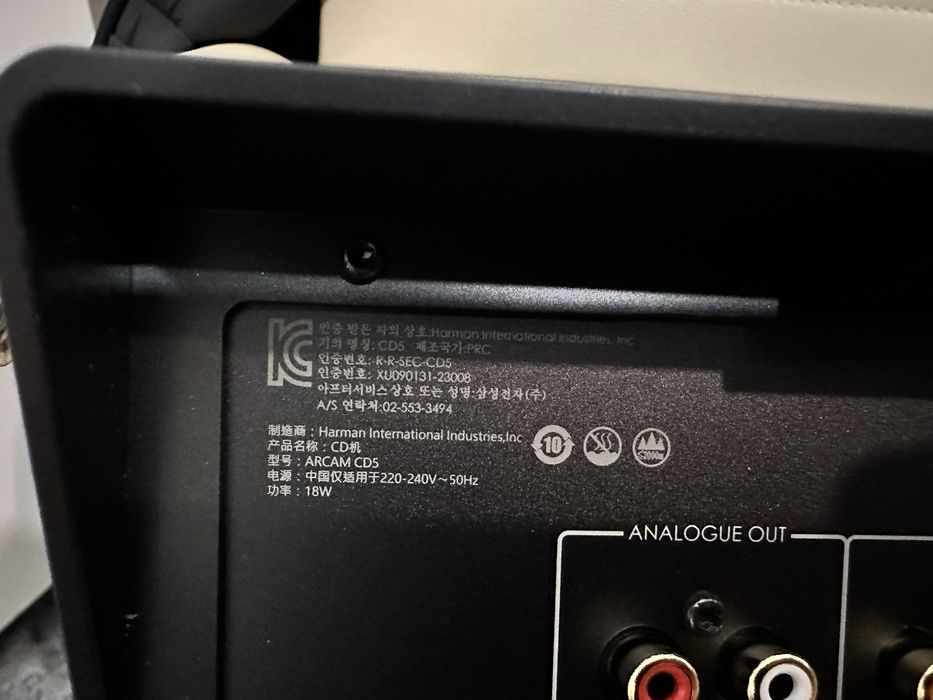 KC
인증 받은 자의 상호:Harman International Industries, Inc
기의 명칭: CD5 제조국가:PRC
인증번호: R-R-SEC-CD5
인증번호: XU090131-23008
아프터서비스상호 또는 성명:삼성전자(주)
A/S 연락처:02-553-3494
制造商：Harman International Industries,Inc
产品名称：CD机
型号：ARCAM CD5
电源：中国仅适用于220-240V～50Hz
功率：18W
10
≤2000m
ANALOGUE OUT